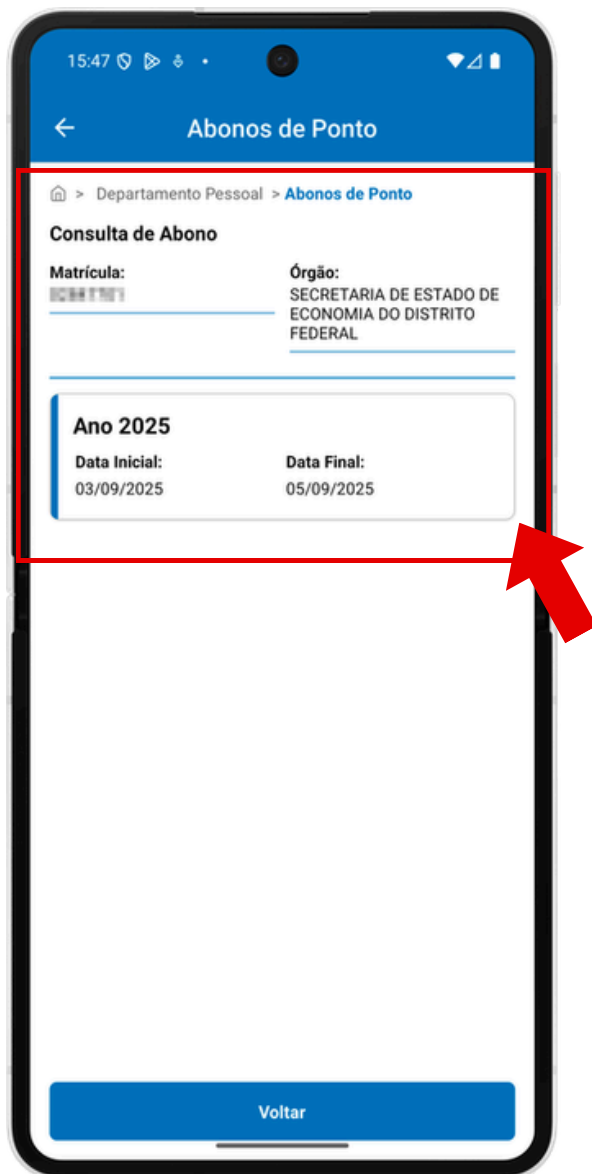 15:47
Abonos de Ponto
> Departamento Pessoal > Abonos de Ponto
Consulta de Abono
Matrícula:
Órgão:
SECRETARIA DE ESTADO DE
ECONOMIA DO DISTRITO
FEDERAL
Ano 2025
Data Inicial:
Data Final:
03/09/2025
05/09/2025
Voltar